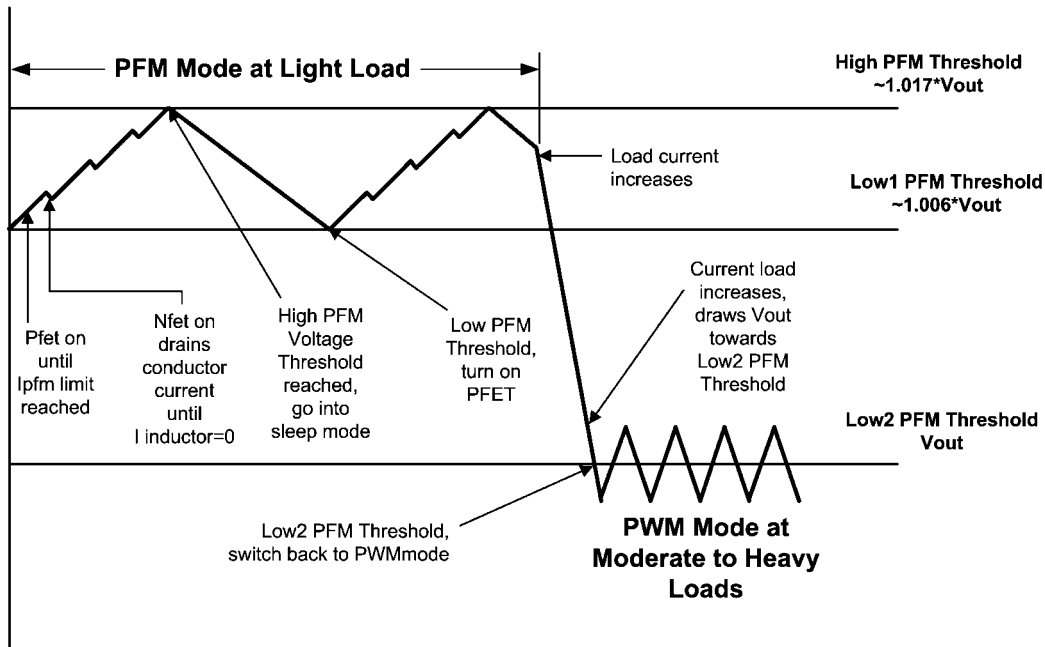 PFM Mode at Light Load
High PFM Threshold
~1.017*Vout
Load current
increases
Low1 PFM Threshold
~1.006*Vout
Pfet on
until
Ipfm limit
reached
Nfet on
drains
conductor
current
until
I inductor=0
High PFM
Voltage
Threshold
reached,
go into
sleep mode
Low PFM
Threshold,
turn on
PFET
Current load
increases,
draws Vout
towards
Low2 PFM
Threshold
Low2 PFM Threshold
Vout
Low2 PFM Threshold,
switch back to PWMmode
PWM Mode at
Moderate to Heavy
Loads